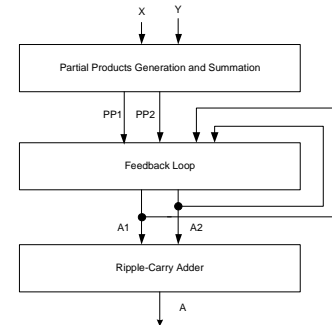 X Y
Partial Products Generation and Summation
PP1 PP2
Feedback Loop
A1 A2
Ripple-Carry Adder
A